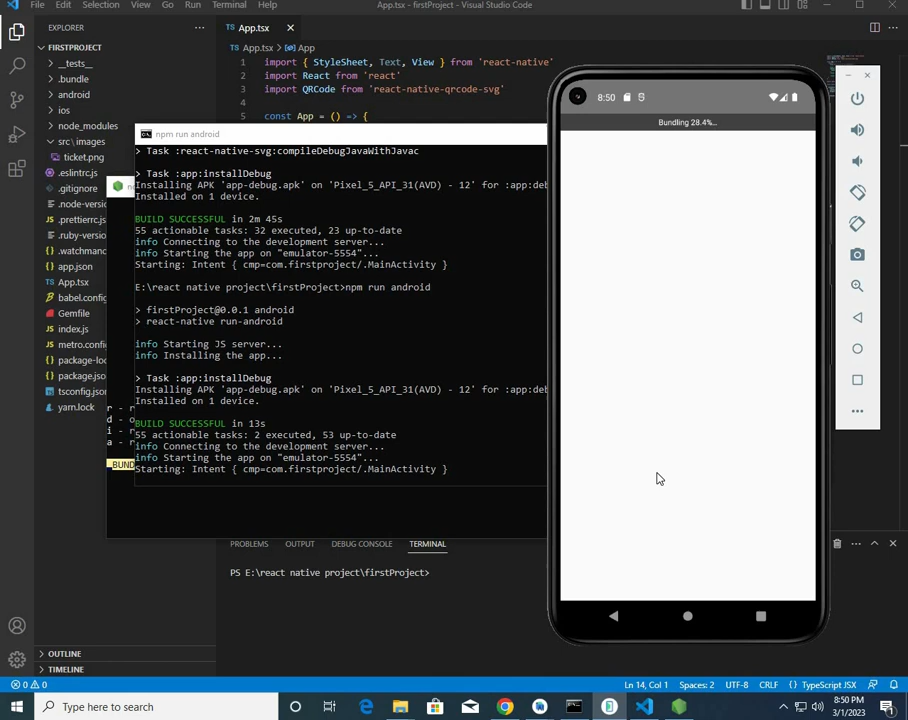 File Edit Selection View Go Run Terminal Help
App.tsx - firstProject - Visual Studio Code
EXPLORER
FIRSTPROJECT
__tests__
.bundle
android
ios
node_modules
src\images
ticket.png
.eslintrc.js
.gitignore
.node-versio
.prettierrc.js
.ruby-versio
.watchmanc
app.json
App.tsx
babel.config
Gemfile
index.js
metro.config
package-loc
package.jsc
tsconfig.jsor
yarn.lock
OUTLINE
TIMELINE
App.tsx
App.tsx > App
1 import { StyleSheet, Text, View } from 'react-native'
2 import React from 'react'
3 import QRCode from 'react-native-qrcode-svg'
4
5 const App = () => {
npm run android
> Task :react-native-svg:compileDebugJavaWithJavac
> Task :app:installDebug
Installing APK 'app-debug.apk' on 'Pixel_5_API_31(AVD) - 12' for :app:deb
Installed on 1 device.
BUILD SUCCESSFUL in 2m 45s
55 actionable tasks: 32 executed, 23 up-to-date
info Connecting to the development server...
info Starting the app on "emulator-5554"...
Starting: Intent { cmp=com.firstproject/.MainActivity }
E:\react native project\firstProject>npm run android
> firstProject@0.0.1 android
> react-native run-android
info Starting JS server...
info Installing the app...
> Task :app:installDebug
Installing APK 'app-debug.apk' on 'Pixel_5_API_31(AVD) - 12' for :app:deb
Installed on 1 device.
BUILD SUCCESSFUL in 13s
55 actionable tasks: 2 executed, 53 up-to-date
info Connecting to the development server...
info Starting the app on "emulator-5554"...
Starting: Intent { cmp=com.firstproject/.MainActivity }
r - r
d - o
i - r
a - r
BUND
8:50
Bundling 28.4%...
PROBLEMS OUTPUT DEBUG CONSOLE TERMINAL
PS E:\react native project\firstProject>
0 0
Ln 14, Col 1 Spaces: 2 UTF-8 CRLF {} TypeScript JSX
Type here to search
8:50 PM
3/1/2023
1